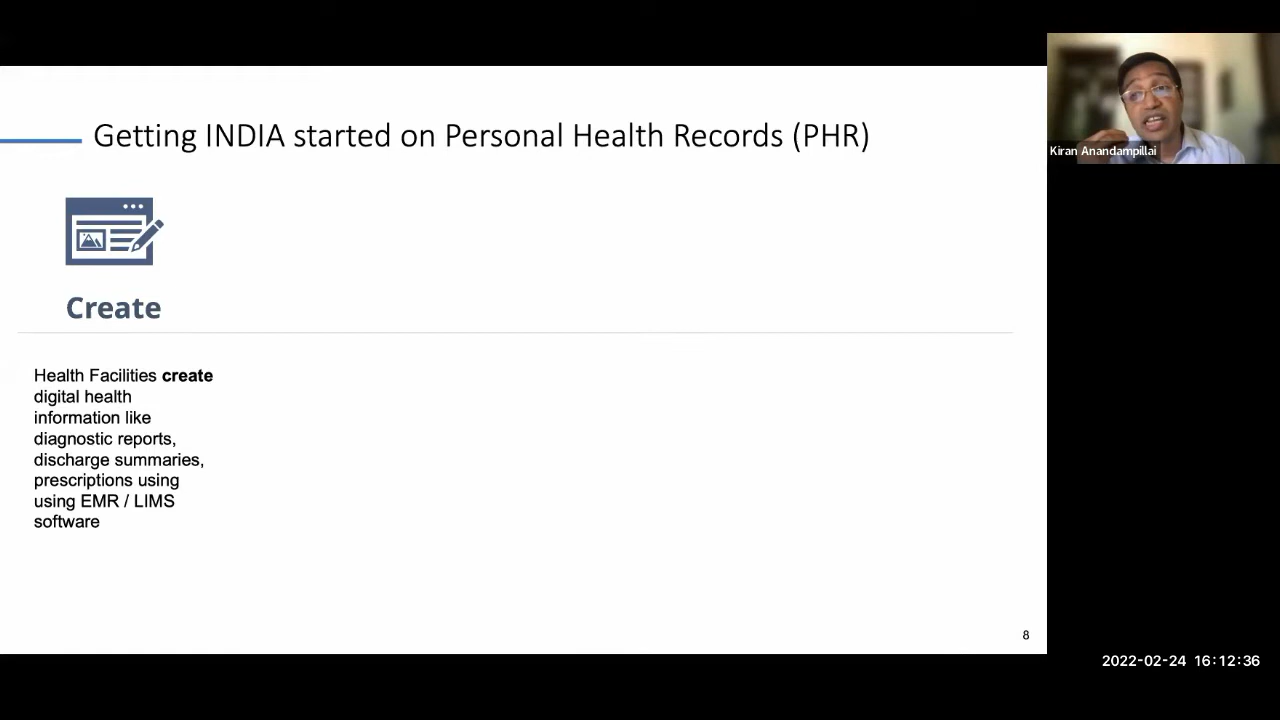 Getting INDIA started on Personal Health Records (PHR)
Kiran Anandampillai
Create
Health Facilities create
digital health
information like
diagnostic reports,
discharge summaries,
prescriptions using
using EMR / LIMS
software
8
2022-02-24 16:12:36